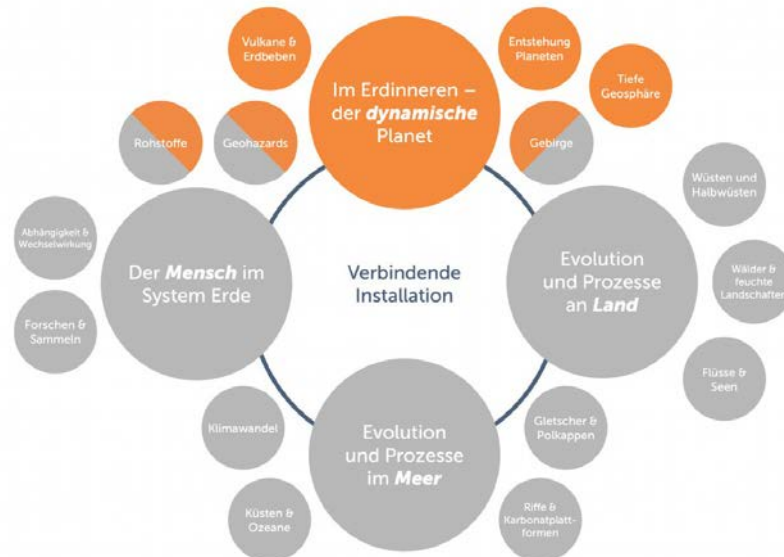 Vulkane &
Erdbeben
Im Erdinneren –
der dynamische
Planet
Entstehung
Planeten
Tiefe
Geosphäre
Rohstoffe
Geohazards
Gebirge
Wüsten und
Halbwüsten
Abhängigkeit &
Wechselwirkung
Der Mensch im
System Erde
Verbindende
Installation
Evolution
und Prozesse
an Land
Wälder &
feuchte
Landschaften
Forschen &
Sammeln
Flüsse &
Seen
Klimawandel
Evolution
und Prozesse
im Meer
Gletscher &
Polkappen
Küsten &
Ozeane
Riffe &
Karbonatplatt-
formen